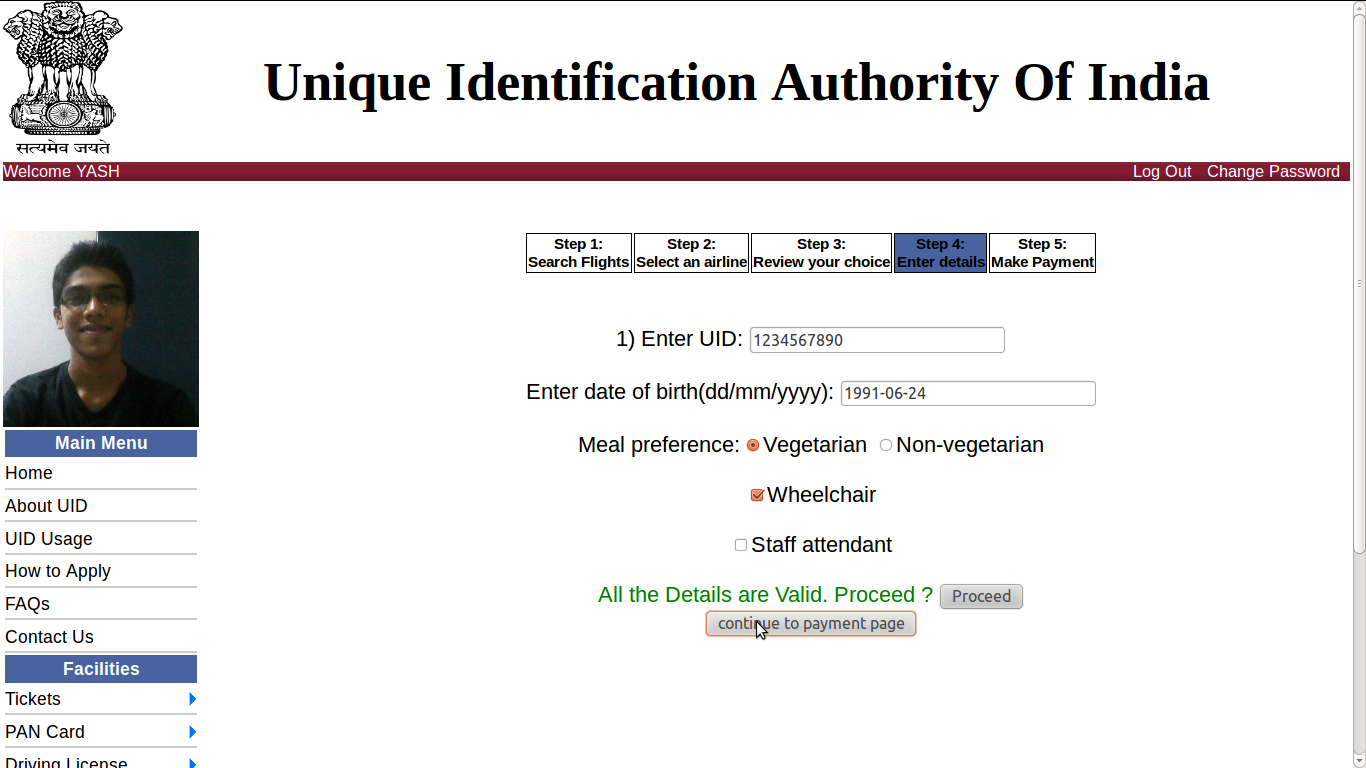 सत्यमेव जयते
Unique Identification Authority Of India
Welcome YASH
Log Out Change Password
Step 1: Step 2: Step 3: Step 4: Step 5:
Search Flights Select an airline Review your choice Enter details Make Payment
1) Enter UID: 1234567890
Enter date of birth(dd/mm/yyyy): 1991-06-24
Meal preference: Vegetarian Non-vegetarian
Wheelchair
Staff attendant
All the Details are Valid. Proceed ? Proceed
continue to payment page
Main Menu
Home
About UID
UID Usage
How to Apply
FAQs
Contact Us
Facilities
Tickets
PAN Card
Driving License